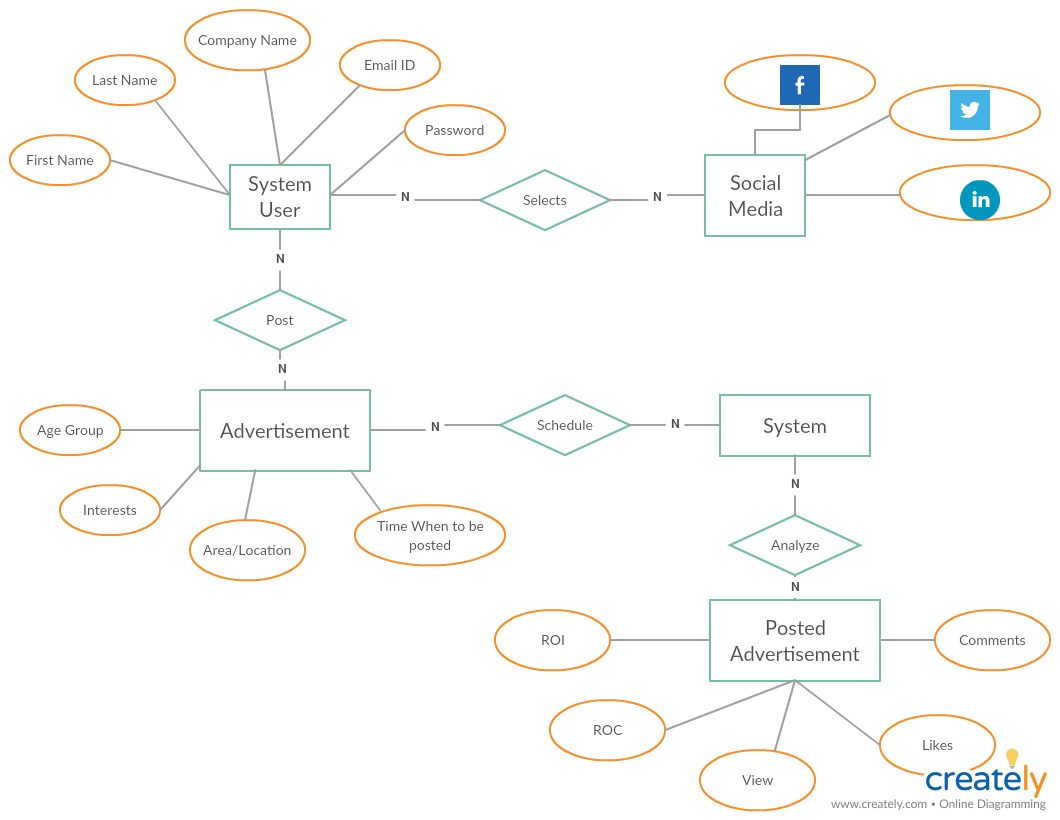 Company Name
Email ID
Last Name
Password
First Name
System
User
N
Selects
N
Social
Media
f
in
N
Post
N
Age Group
Advertisement
N
Schedule
N
System
Interests
Area/Location
Time When to be
posted
N
Analyze
N
ROI
Posted
Advertisement
Comments
ROC
View
Likes
creately
www.creately.com • Online Diagramming